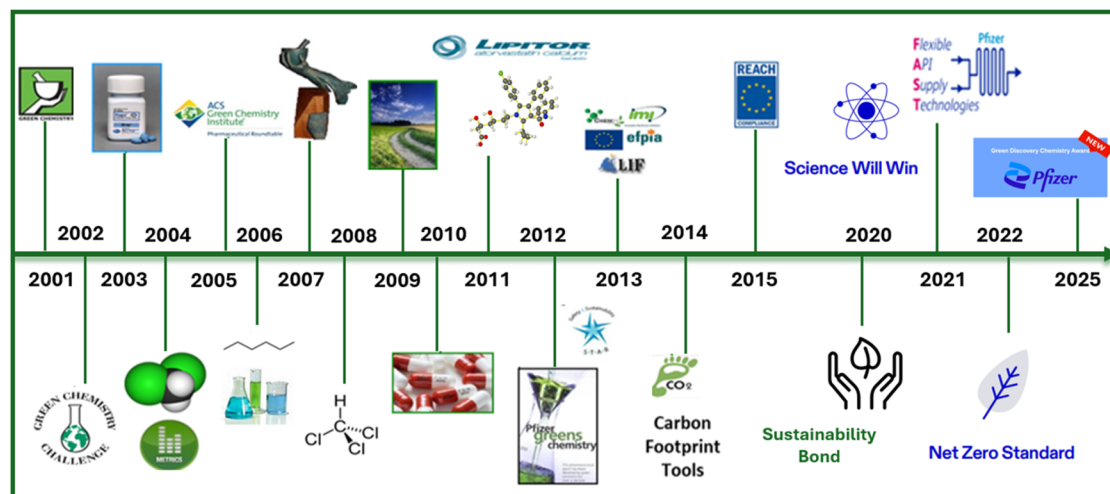 GREEN CHEMISTRY
ACS
Green Chemistry
Institute
Pharmaceutical Roundtable
LIPITOR
atorvastatin calcium
CHEM
imi
efpia
LIF
REACH
COMPLIANCE
Science Will Win
Flexible
API
Supply
Technologies
Pfizer
Green Discovery Chemistry Award
NEW
Pfizer
2002
2004
2006
2008
2010
2012
2014
2020
2022
2001
2003
2005
2007
2009
2011
2013
2015
2021
2025
GREEN CHEMISTRY
CHALLENGE
METRICS
H
C
Cl
Cl
Cl
Safety & Sustainability
S-T-A-R
Pfizer
greens
chemistry
CO2
Carbon
Footprint
Tools
Sustainability
Bond
Net Zero Standard